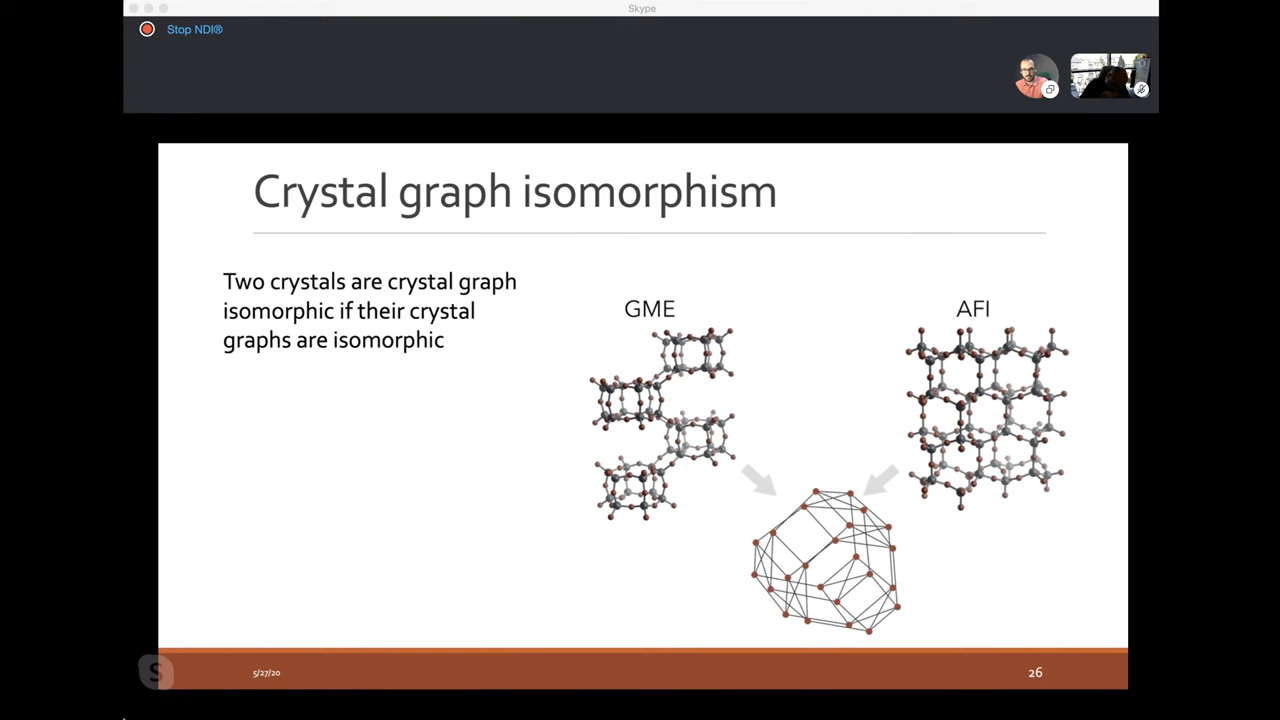 Skype
Stop NDI®
Crystal graph isomorphism
Two crystals are crystal graph
isomorphic if their crystal
graphs are isomorphic
GME
AFI
S
5/27/20
26